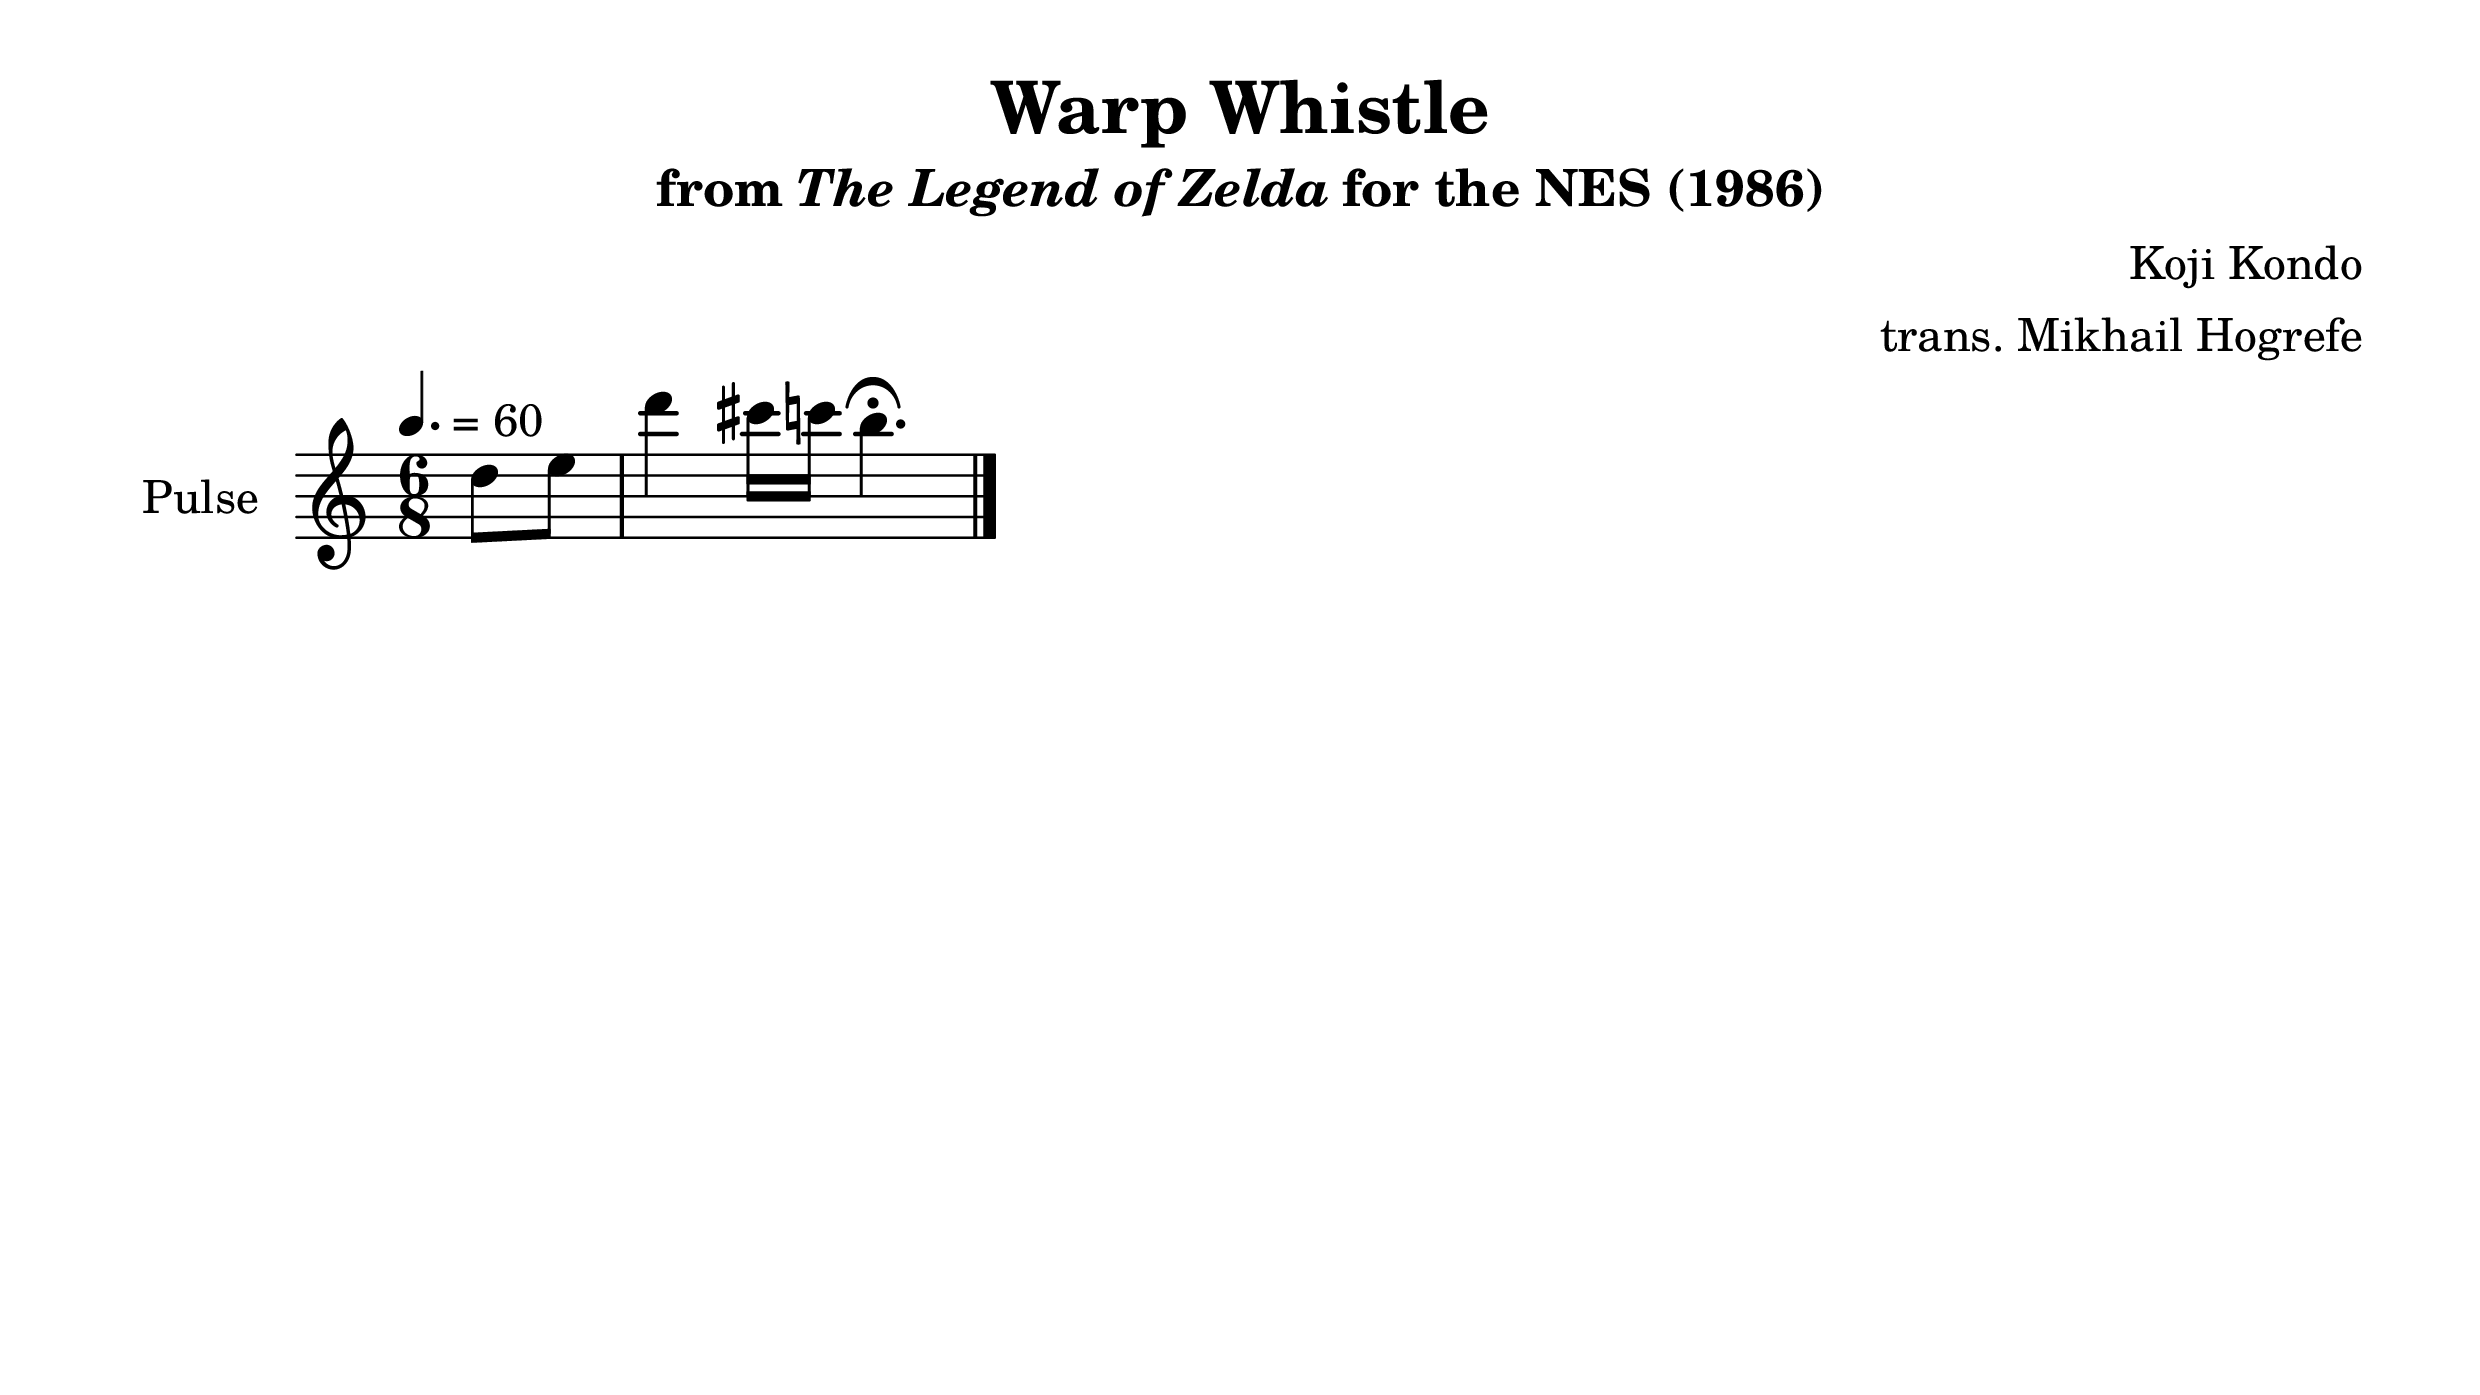 Warp Whistle
from The Legend of Zelda for the NES (1986)
Koji Kondo
trans. Mikhail Hogrefe
= 60
Pulse
6
8